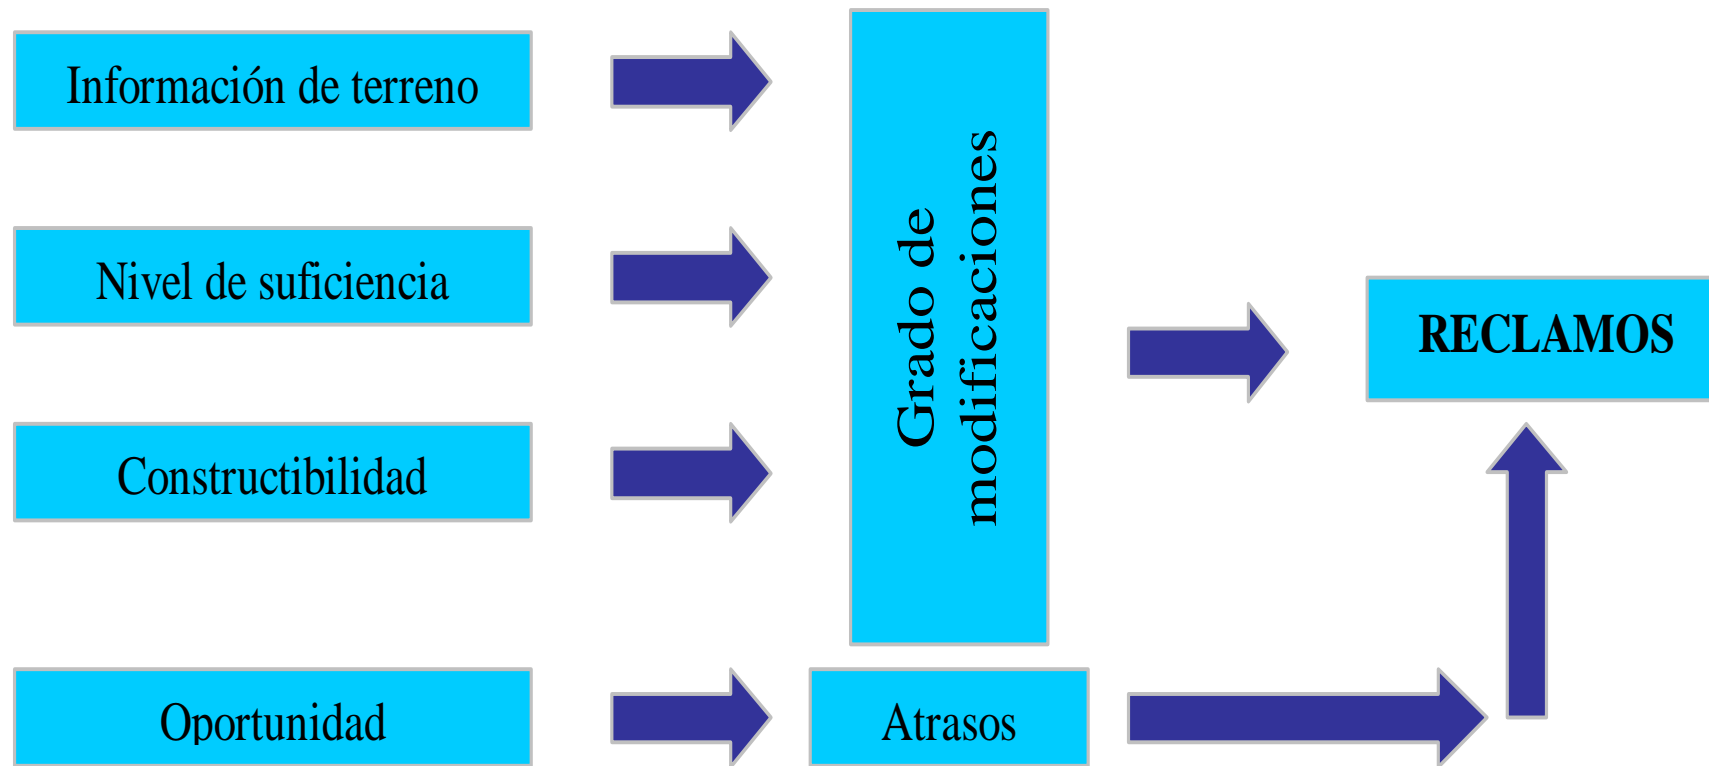 Información de terreno
Nivel de suficiencia
Constructibilidad
Oportunidad
Grado de
modificaciones
Atrasos
RECLAMOS